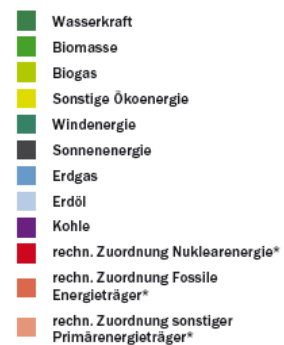 Wasserkraft
Biomasse
Biogas
Sonstige Ökoenergie
Windenergie
Sonnenenergie
Erdgas
Erdöl
Kohle
rechn. Zuordnung Nuklearenergie*
rechn. Zuordnung Fossile
Energieträger*
rechn. Zuordnung sonstiger
Primärenergieträger*